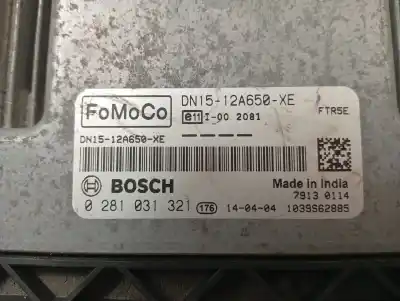 FoMoCo
DN15-12A650-XE
e11 I-00 2081
FTR5E
DN15-12A650-XE
BOSCH
Made in India
7913 0114
0 281 031 321 176 14-04-04 1039S62885